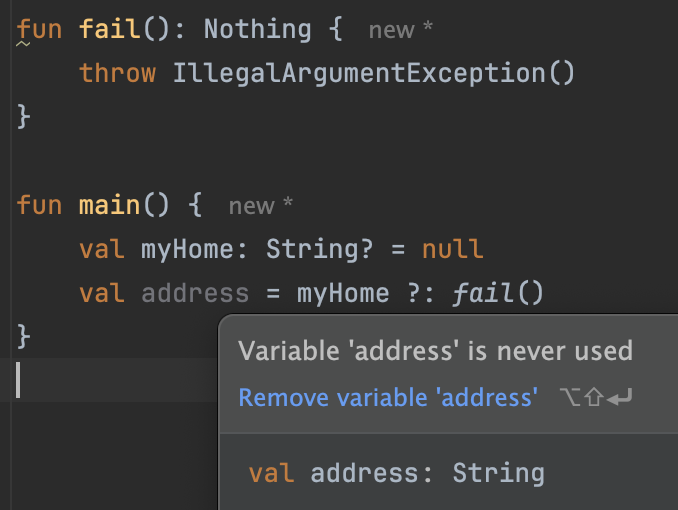 fun fail(): Nothing { new *
throw IllegalArgumentException()
}
fun main() { new *
val myHome: String? = null
val address = myHome ?: fail()
}
Variable 'address' is never used
Remove variable 'address' ⌥⇧↩
val address: String